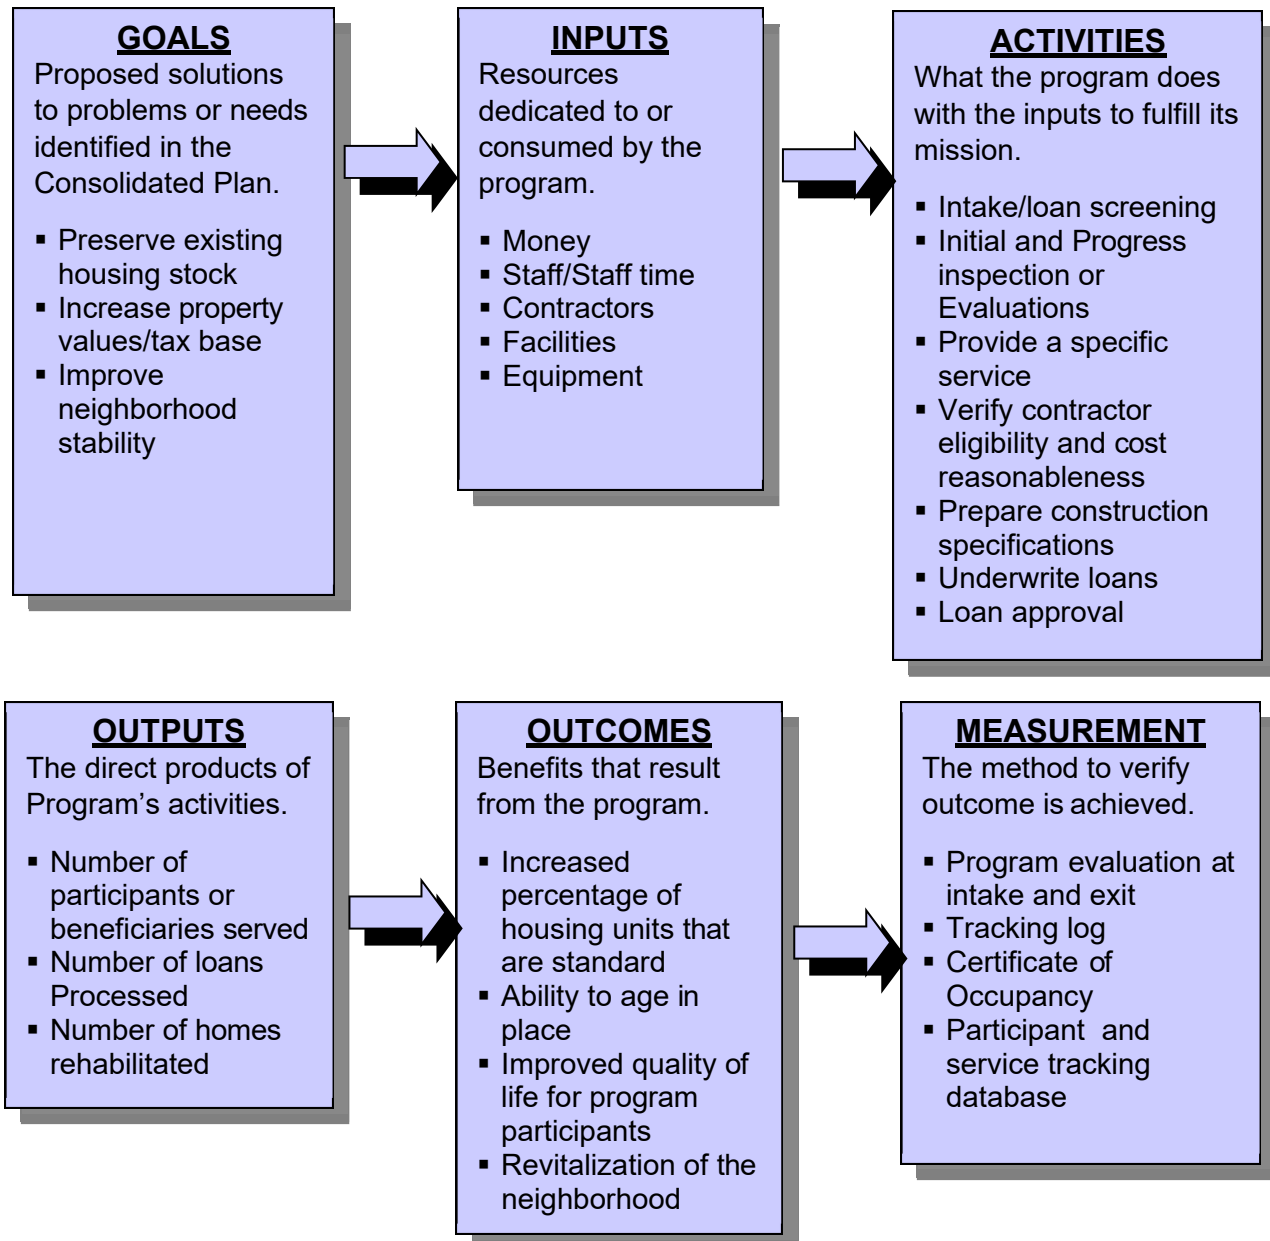 GOALS
Proposed solutions
to problems or needs
identified in the
Consolidated Plan.
▪ Preserve existing
housing stock
▪ Increase property
values/tax base
▪ Improve
neighborhood
stability
INPUTS
Resources
dedicated to or
consumed by the
program.
▪ Money
▪ Staff/Staff time
▪ Contractors
▪ Facilities
▪ Equipment
ACTIVITIES
What the program does
with the inputs to fulfill its
mission.
▪ Intake/loan screening
▪ Initial and Progress
inspection or
Evaluations
▪ Provide a specific
service
▪ Verify contractor
eligibility and cost
reasonableness
▪ Prepare construction
specifications
▪ Underwrite loans
▪ Loan approval
OUTPUTS
The direct products of
Program’s activities.
▪ Number of
participants or
beneficiaries served
▪ Number of loans
Processed
▪ Number of homes
rehabilitated
OUTCOMES
Benefits that result
from the program.
▪ Increased
percentage of
housing units that
are standard
▪ Ability to age in
place
▪ Improved quality of
life for program
participants
▪ Revitalization of the
neighborhood
MEASUREMENT
The method to verify
outcome is achieved.
▪ Program evaluation at
intake and exit
▪ Tracking log
▪ Certificate of
Occupancy
▪ Participant and
service tracking
database